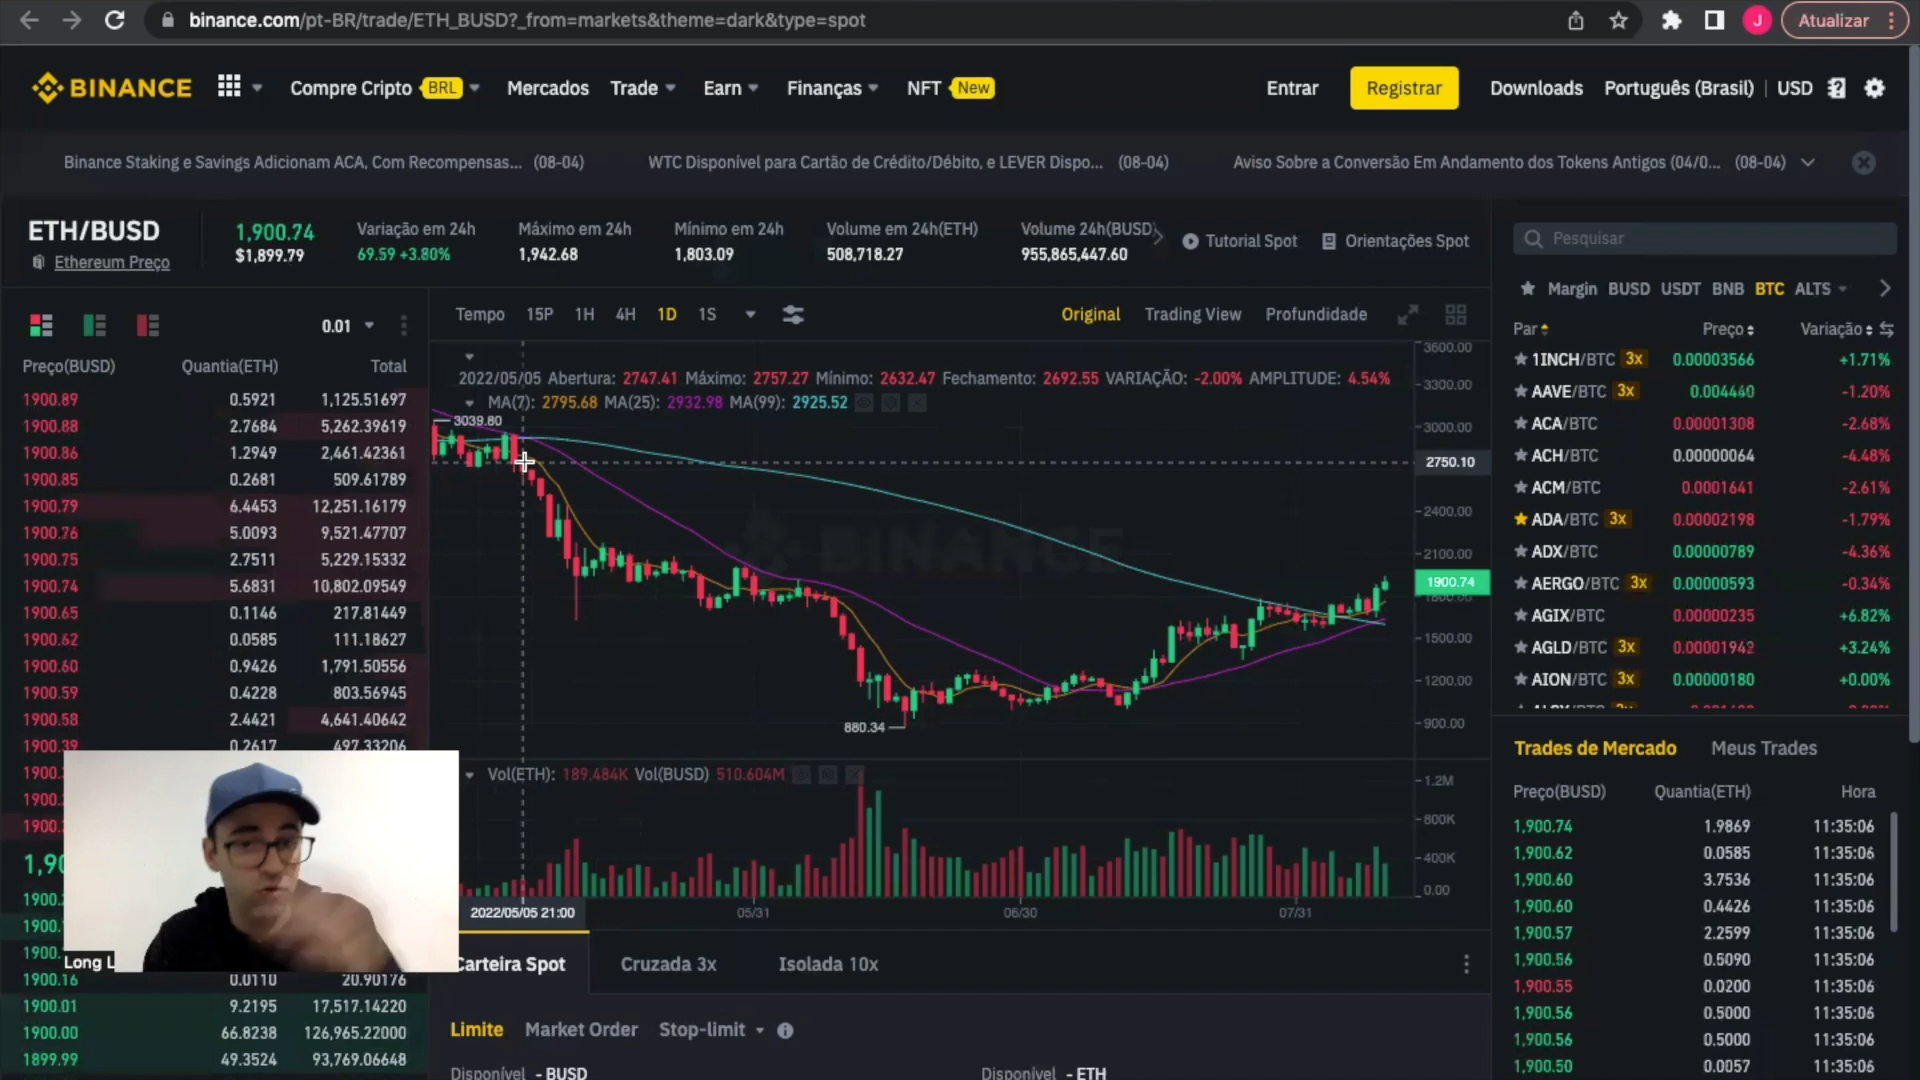 binance.com/pt-BR/trade/ETH_BUSD?_from=markets&theme=dark&type=spot
J
Atualizar
BINANCE
Compre Cripto BRL
Mercados
Trade
Earn
Finanças
NFT New
Entrar
Registrar
Downloads
Português (Brasil)
USD
Binance Staking e Savings Adicionam ACA, Com Recompensas... (08-04)
WTC Disponível para Cartão de Crédito/Débito, e LEVER Dispo... (08-04)
Aviso Sobre a Conversão Em Andamento dos Tokens Antigos (04/0... (08-04)
ETH/BUSD
Ethereum Preço
1,900.74
$1,899.79
Variação em 24h
69.59 +3.80%
Máximo em 24h
1,942.68
Mínimo em 24h
1,803.09
Volume em 24h(ETH)
508,718.27
Volume 24h(BUSD)
955,865,447.60
Tutorial Spot
Orientações Spot
0.01
Preço(BUSD) Quantia(ETH) Total
1900.89 0.5921 1,125.51697
1900.88 2.7684 5,262.39619
1900.86 1.2949 2,461.42361
1900.85 0.2681 509.61789
1900.79 6.4453 12,251.16179
1900.76 5.0093 9,521.47707
1900.75 2.7511 5,229.15332
1900.74 5.6831 10,802.09549
1900.65 0.1146 217.81449
1900.62 0.0585 111.18627
1900.60 0.9426 1,791.50556
1900.59 0.4228 803.56945
1900.58 2.4421 4,641.40642
1900.39 0.2617 497.33206
1900.16 0.0110 20.90176
1900.01 9.2195 17,517.14220
1900.00 66.8238 126,965.22000
1899.99 49.3524 93,769.06648
Long L
Tempo 15P 1H 4H 1D 1S
Original Trading View Profundidade
2022/05/05 Abertura: 2747.41 Máximo: 2757.27 Mínimo: 2632.47 Fechamento: 2692.55 VARIAÇÃO: -2.00% AMPLITUDE: 4.54%
MA(7): 2795.68 MA(25): 2932.98 MA(99): 2925.52
3039.80
880.34
BINANCE
3600.00
3300.00
3000.00
2750.10
2400.00
2100.00
1900.74
1800.00
1500.00
1200.00
900.00
Vol(ETH): 189.484K Vol(BUSD) 510.604M
1.2M
800K
400K
0.00
2022/05/05 21:00 05/31 06/30 07/31
Carteira Spot Cruzada 3x Isolada 10x
Limite Market Order Stop-limit
Disponível - BUSD
Disponível - ETH
Pesquisar
Margin BUSD USDT BNB BTC ALTS
Par Preço Variação
1INCH/BTC 3x 0.00003566 +1.71%
AAVE/BTC 3x 0.004440 -1.20%
ACA/BTC 0.00001308 -2.68%
ACH/BTC 0.00000064 -4.48%
ACM/BTC 0.0001641 -2.61%
ADA/BTC 3x 0.00002198 -1.79%
ADX/BTC 0.00000789 -4.36%
AERGO/BTC 3x 0.00000593 -0.34%
AGIX/BTC 0.00000235 +6.82%
AGLD/BTC 3x 0.00001942 +3.24%
AION/BTC 3x 0.00000180 +0.00%
Trades de Mercado Meus Trades
Preço(BUSD) Quantia(ETH) Hora
1,900.74 1.9869 11:35:06
1,900.62 0.0585 11:35:06
1,900.60 3.7536 11:35:06
1,900.60 0.4426 11:35:06
1,900.57 2.2599 11:35:06
1,900.56 0.5090 11:35:06
1,900.55 0.0200 11:35:06
1,900.56 0.5000 11:35:06
1,900.56 0.5000 11:35:06
1,900.50 0.0057 11:35:06